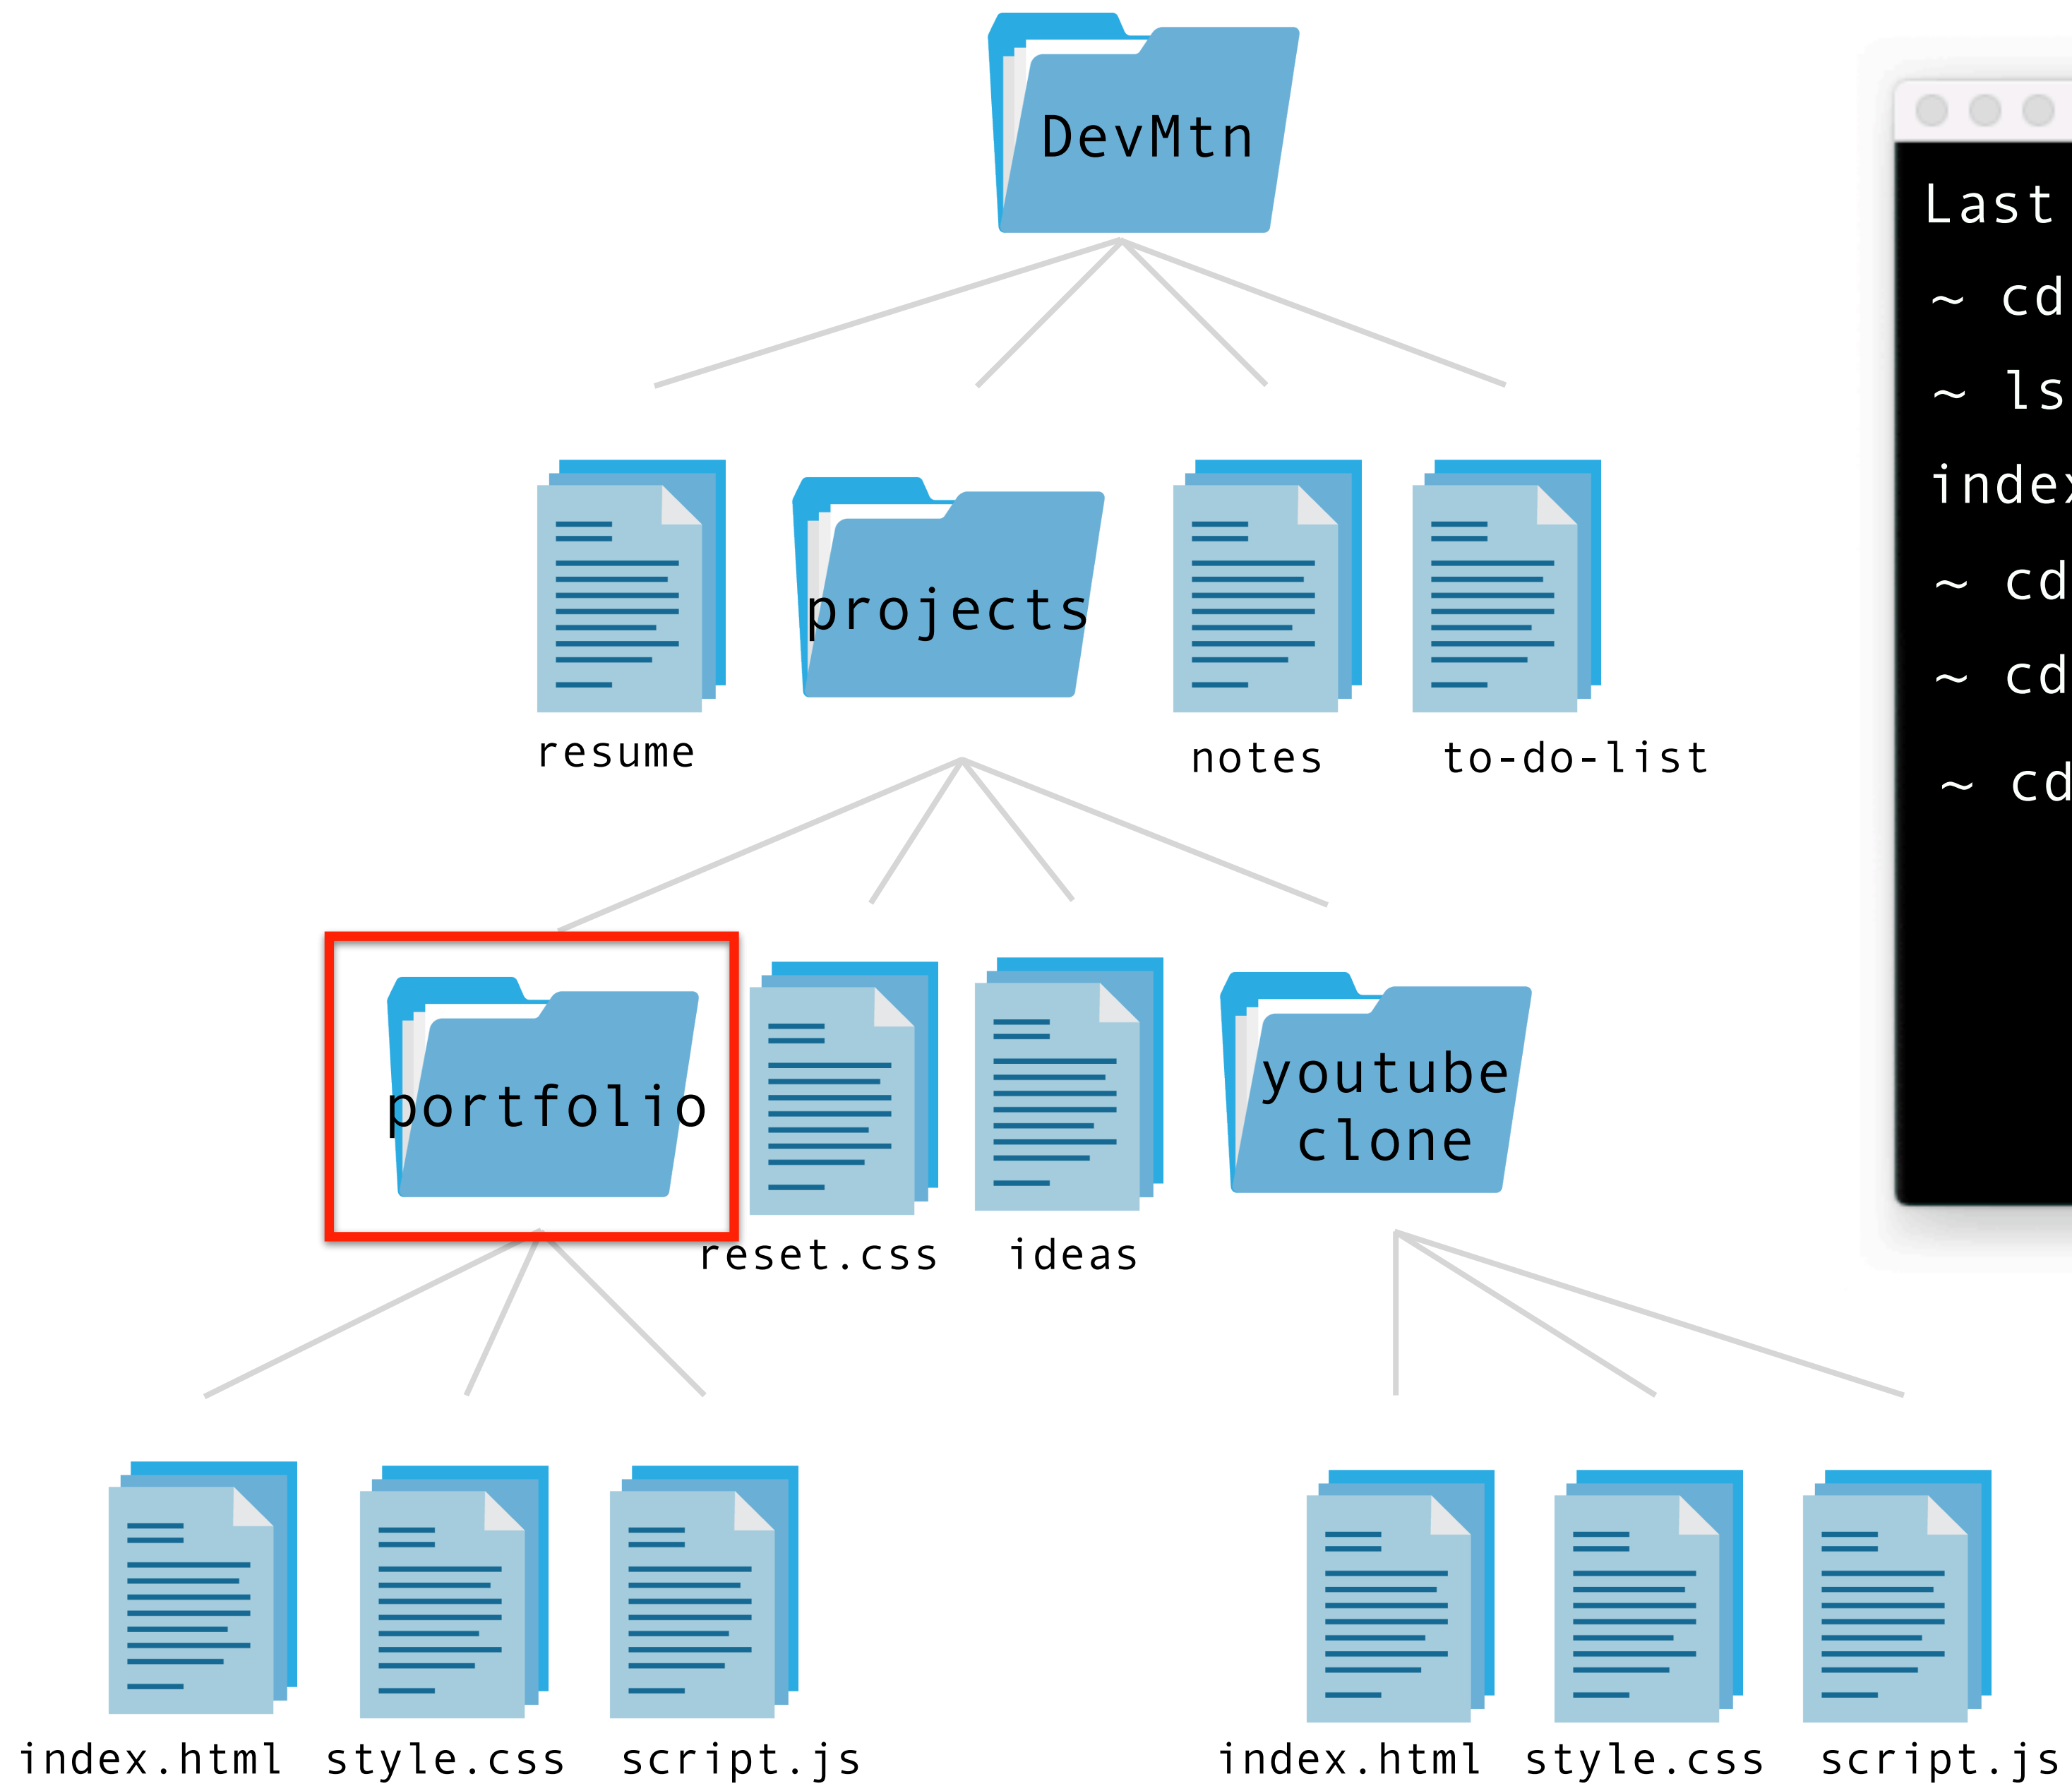 DevMtn
resume
projects
notes
to-do-list
portfolio
reset.css
ideas
youtube
clone
index.html
style.css
script.js
index.html
style.css
script.js
Last
~ cd
~ ls
index
~ cd
~ cd
~ cd